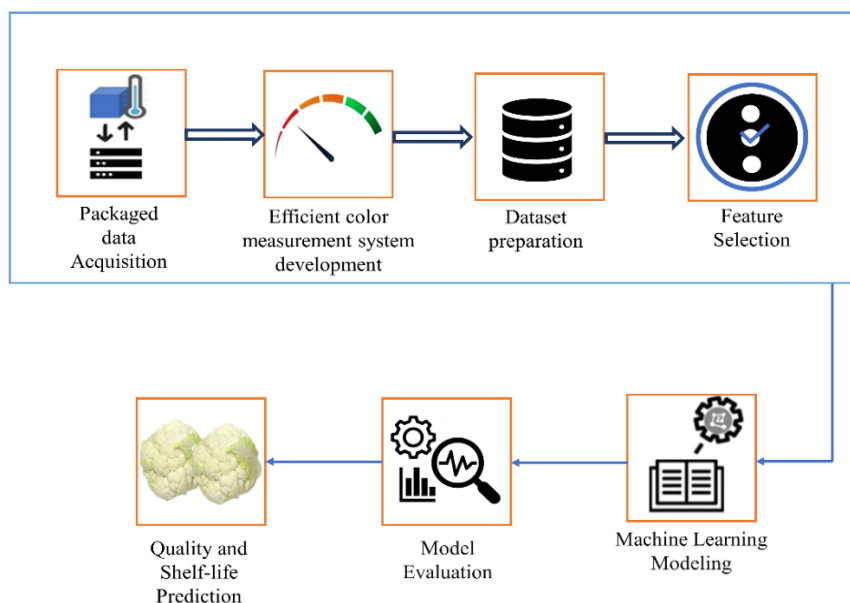 Packaged
data
Acquisition
Efficient color
measurement system
development
Dataset
preparation
Feature
Selection
Machine Learning
Modeling
Model
Evaluation
Quality and
Shelf-life
Prediction